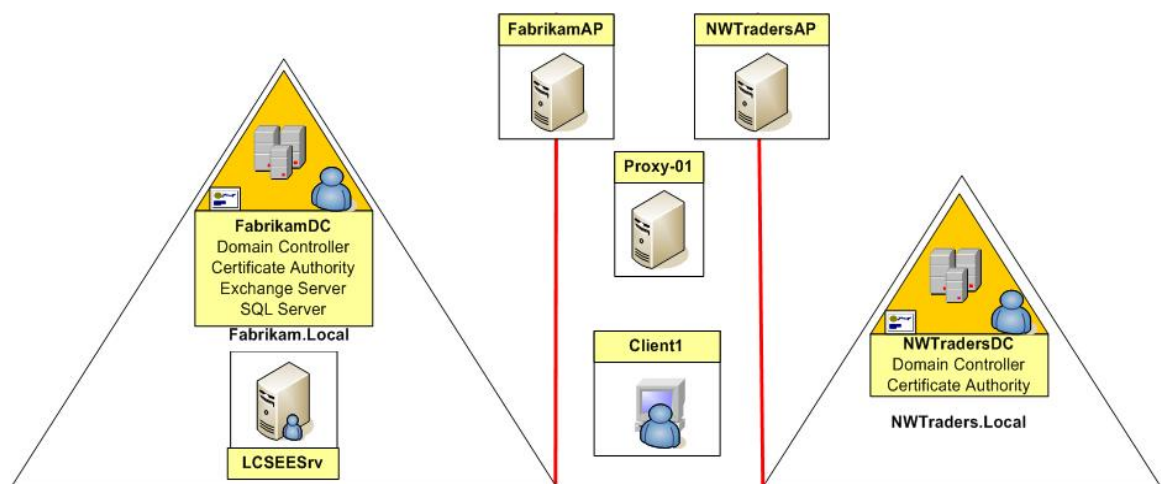 FabrikamAP
NWTradersAP
Proxy-01
FabrikamDC
Domain Controller
Certificate Authority
Exchange Server
SQL Server
Fabrikam.Local
LCSEESrv
Client1
NWTradersDC
Domain Controller
Certificate Authority
NWTraders.Local